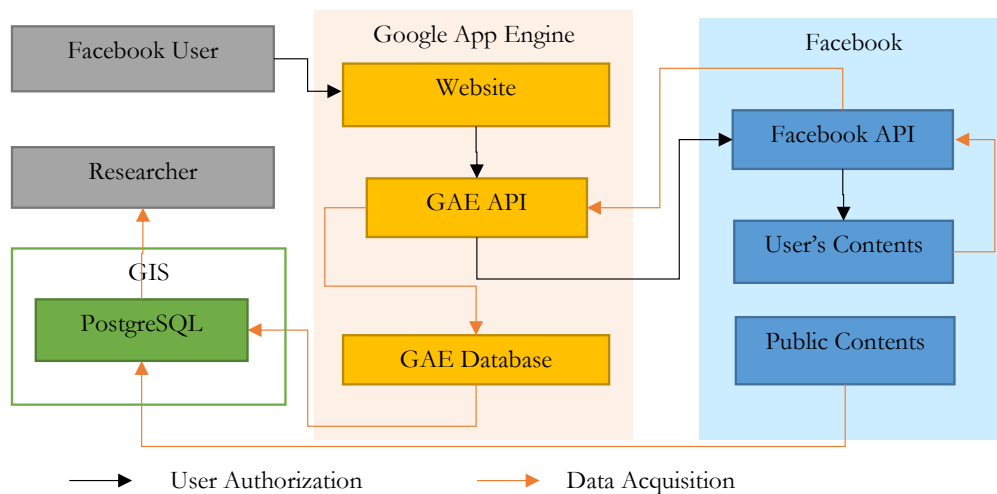 Facebook User
Google App Engine
Facebook
Website
Facebook API
Researcher
GAE API
User's Contents
GIS
PostgreSQL
GAE Database
Public Contents
User Authorization
Data Acquisition